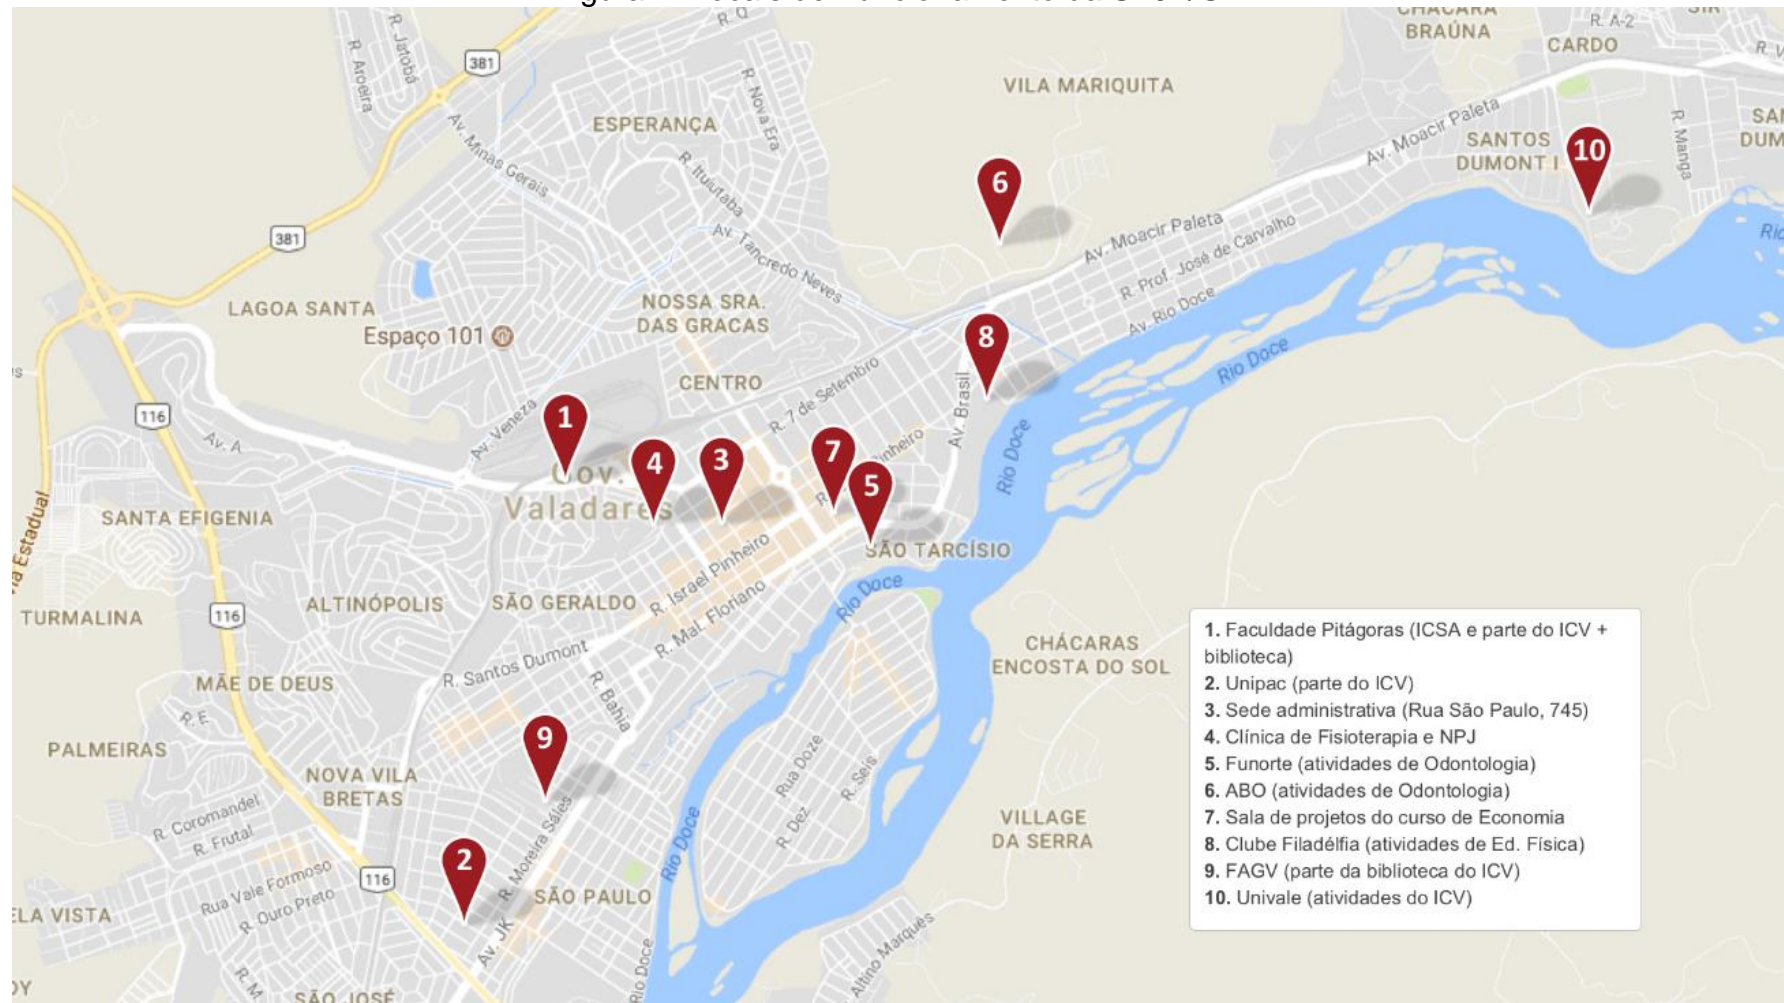 CHÁCARA
BRAÚNA
R. A-2
CARDO
R. Q
R. Jatobá
R. Aroeira
381
R. Nova Era
VILA MARIQUITA
ESPERANÇA
Av. Minas Gerais
R. Ituiutaba
Av. Moacir Paleta
SANTOS
DUMONT I
R. Manga
10
6
381
Av. Tancredo Neves
Av. Moacir Paleta
R. Prof. José de Carvalho
Av. Rio Doce
LAGOA SANTA
NOSSA SRA.
DAS GRACAS
Espaço 101
8
Rio Doce
CENTRO
R. 7 de Setembro
Av. Brasil
116
Av. A
Av. Veneza
1
4
3
7
5
Pinheiro
Rio Doce
Gov.
Valadares
SANTA EFIGENIA
SÃO TARCÍSIO
R. Israel Pinheiro
Rio Doce
TURMALINA
116
ALTINÓPOLIS
SÃO GERALDO
R. Mal. Floriano
CHÁCARAS
ENCOSTA DO SOL
R. Santos Dumont
MÃE DE DEUS
R. E.
R. Bahia
PALMEIRAS
9
Rua Doze
R. Seis
R. Dez
NOVA VILA
BRETAS
R. Coromandel
R. Frutal
R. Moreira Sáles
VILLAGE
DA SERRA
Rio Doce
2
116
Rua Vale Formoso
R. Ouro Preto
SÃO PAULO
Av. JK
Altino Marques
R. M
SÃO JOSÉ
Rio Doce
1. Faculdade Pitágoras (ICSA e parte do ICV +
biblioteca)
2. Unipac (parte do ICV)
3. Sede administrativa (Rua São Paulo, 745)
4. Clínica de Fisioterapia e NPJ
5. Funorte (atividades de Odontologia)
6. ABO (atividades de Odontologia)
7. Sala de projetos do curso de Economia
8. Clube Filadélfia (atividades de Ed. Física)
9. FAGV (parte da biblioteca do ICV)
10. Univale (atividades do ICV)